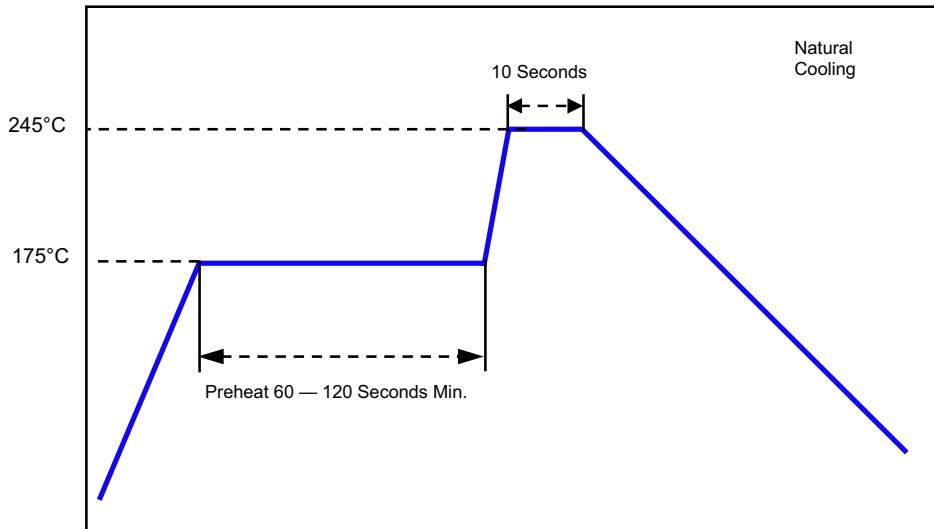 Natural
Cooling
10 Seconds
245°C
175°C
Preheat 60 — 120 Seconds Min.